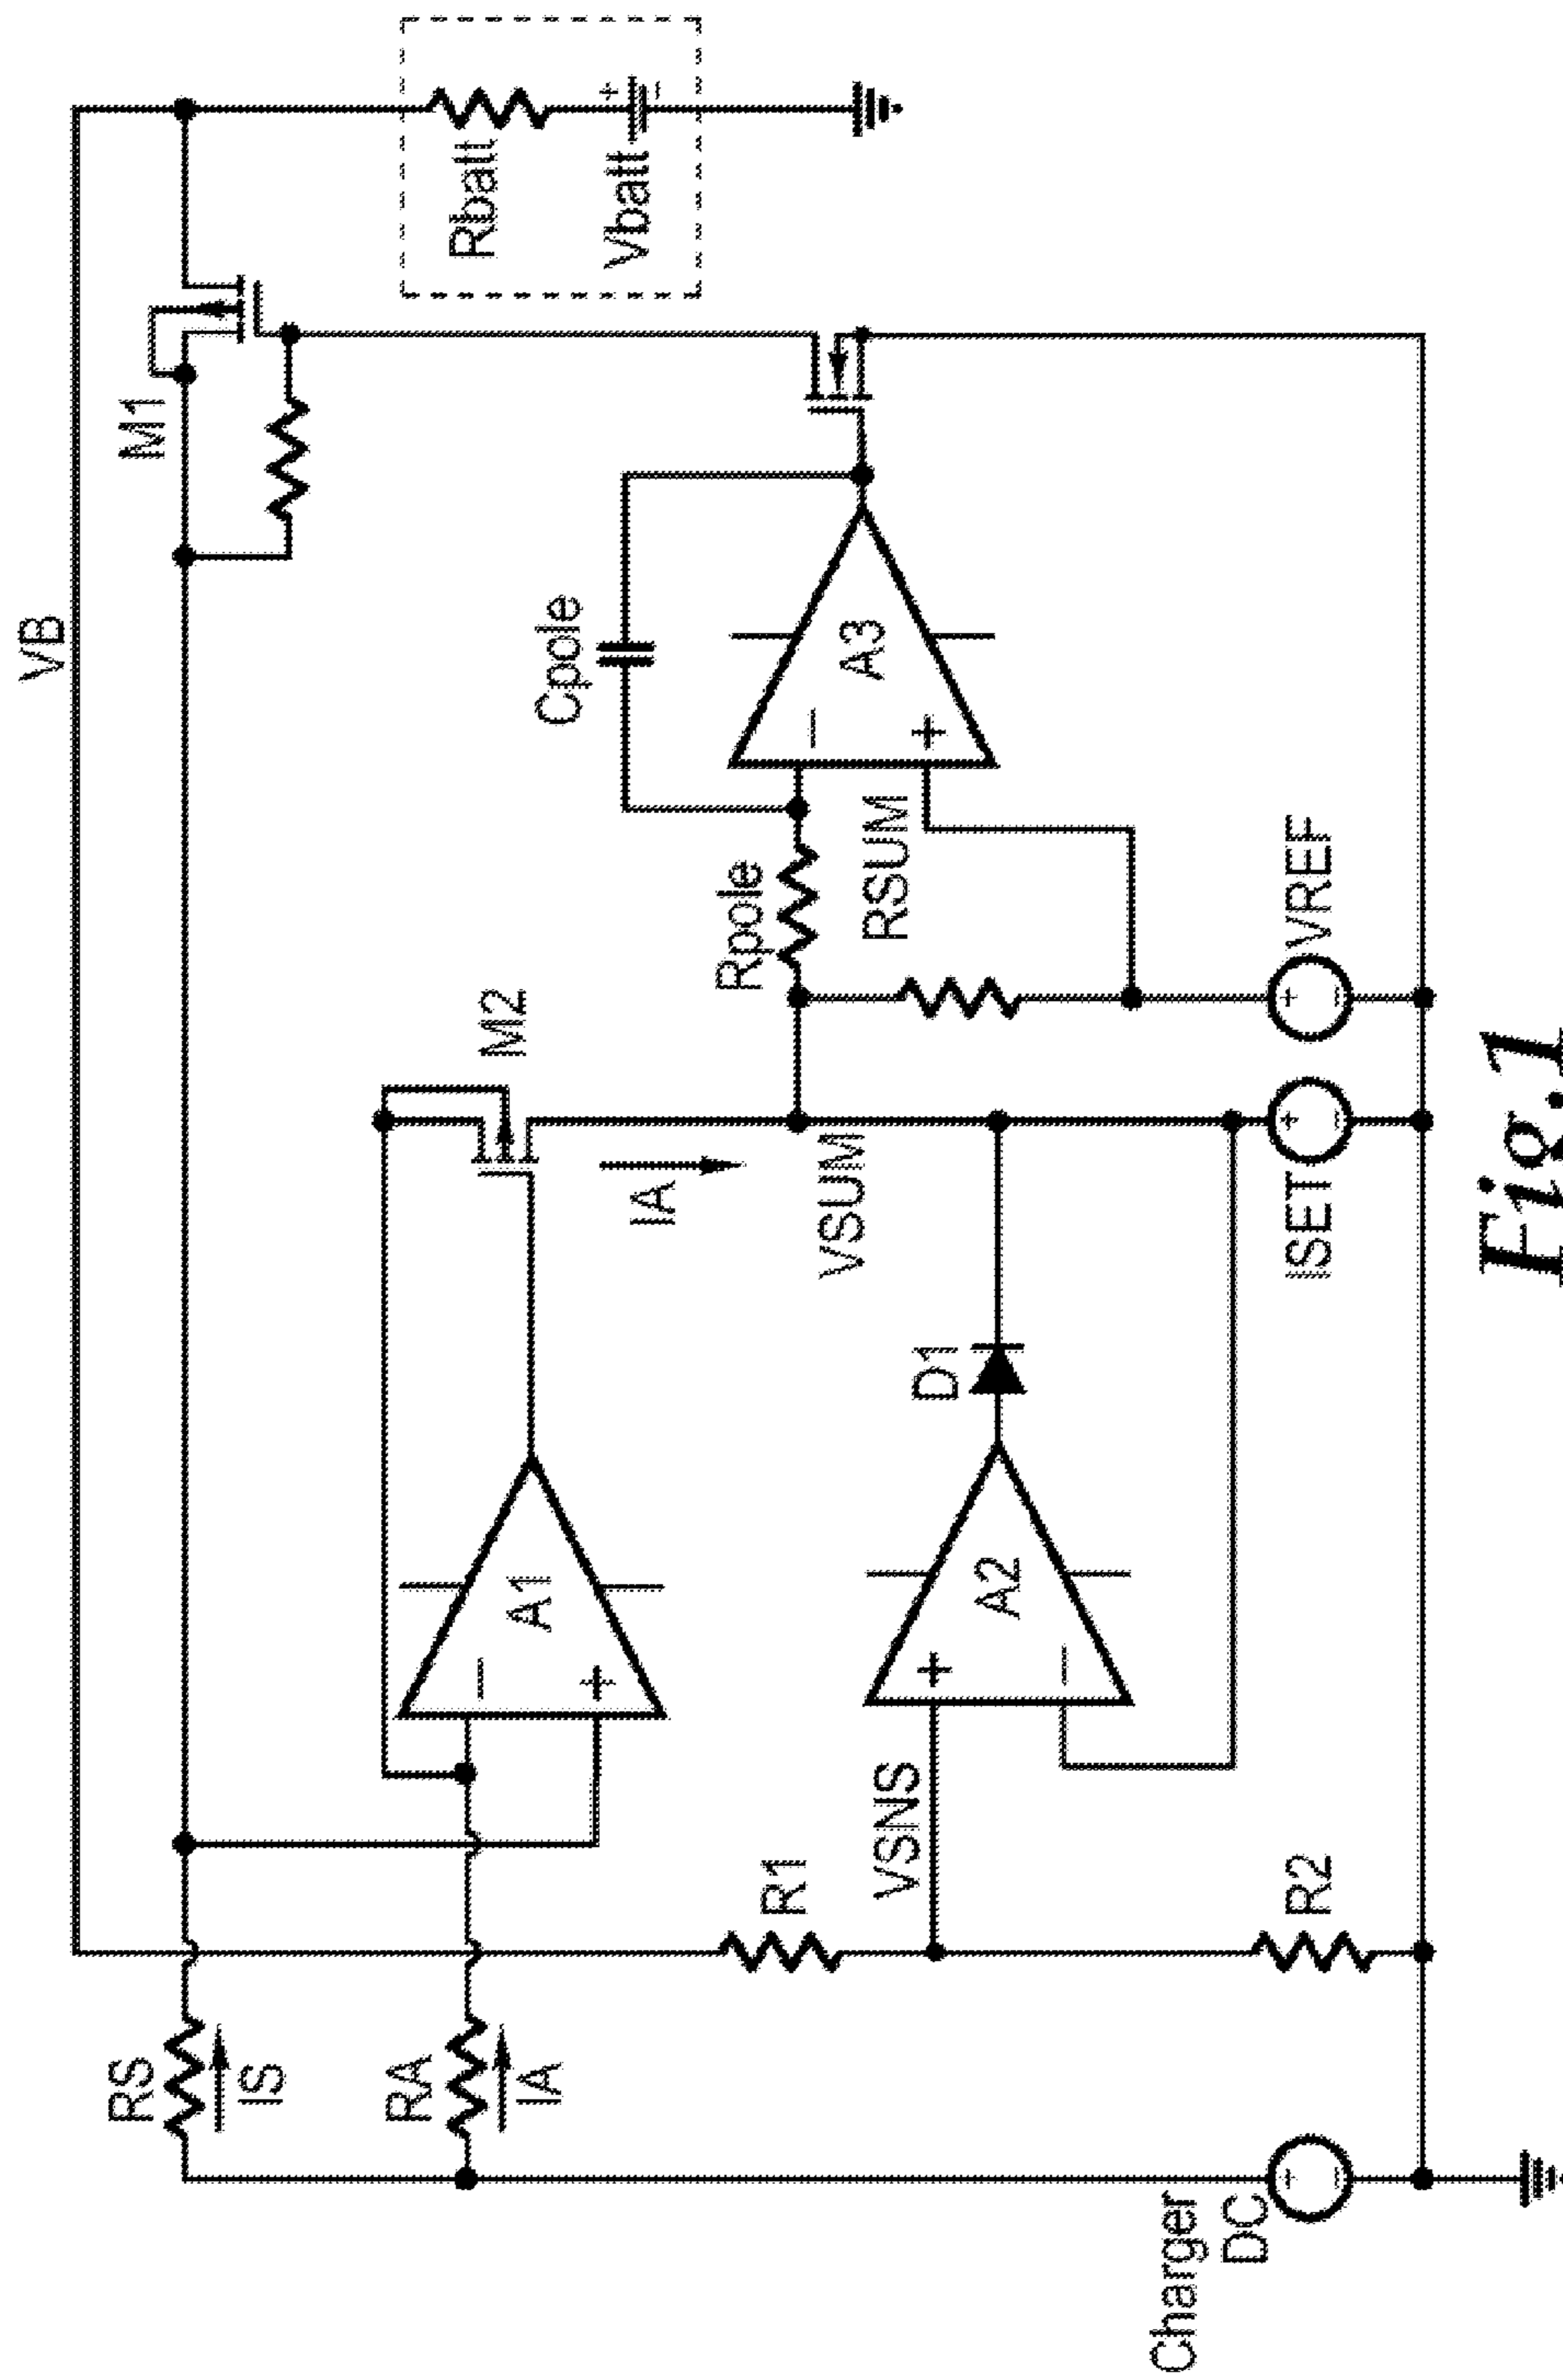 VB
RS
IS
M1
RA
IA
A1
−
+
M2
IA
Cpole
Rbatt
Vbatt
+
−
R1
VSNS
A2
+
−
D1
VSUM
Rpole
RSUM
A3
−
+
R2
Charger
DC
ISET
+
−
VREF
+
−
Fig.1